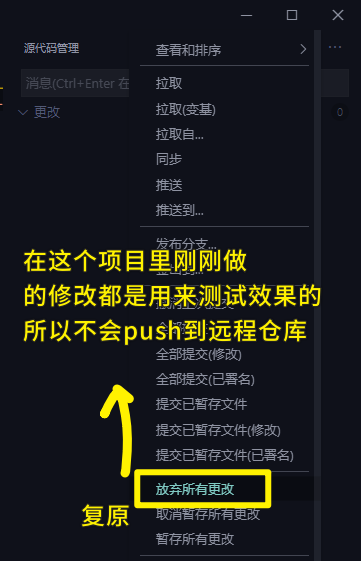 源代码管理
查看和排序
消息(Ctrl+Enter 在
更改
0
拉取
拉取(变基)
拉取自...
同步
推送
推送到...
发布分支...
在这个项目里刚刚做
的修改都是用来测试效果的
所以不会push到远程仓库
全部提交(修改)
全部提交(已署名)
提交已暂存文件
提交已暂存文件(修改)
提交已暂存文件(已署名)
放弃所有更改
复原
取消暂存所有更改
暂存所有更改